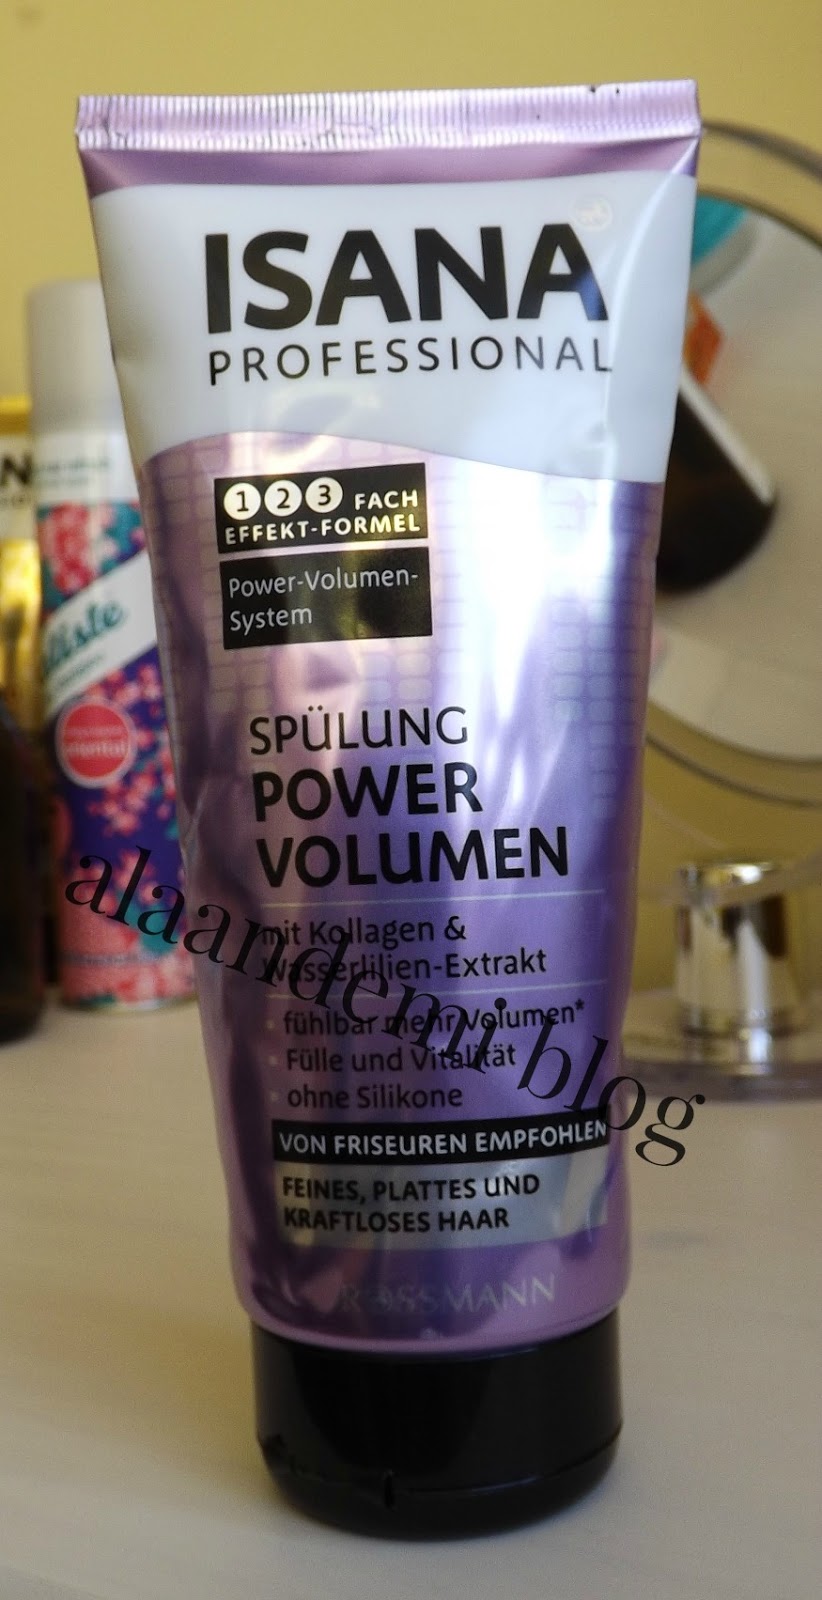 ISANA
PROFESSIONAL
1 2 3 FACH
EFFEKT-FORMEL
Power-Volumen-
System
SPÜLUNG
POWER
VOLUMEN
mit Kollagen &
Wasserlilien-Extrakt
fühlbar mehr Volumen*
Fülle und Vitalität
ohne Silikone
VON FRISEUREN EMPFOHLEN
FEINES, PLATTES UND
KRAFTLOSES HAAR
ROSSMANN
alaandemi blog